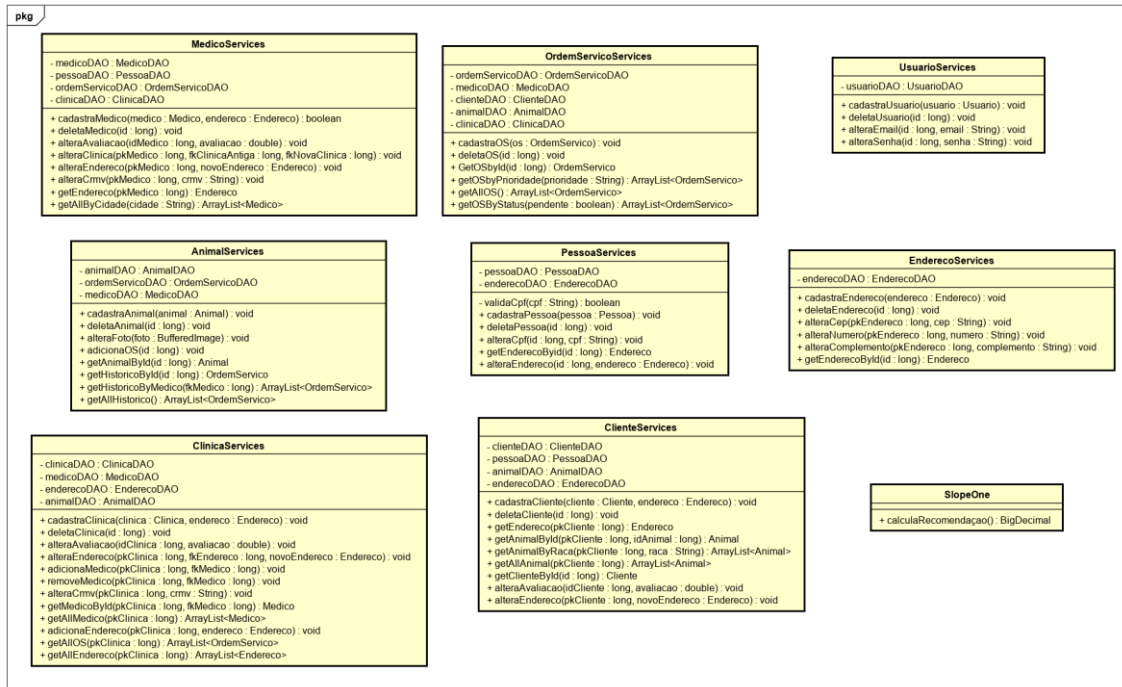 pkg
MedicoServices
- medicoDAO : MedicoDAO
- pessoaDAO : PessoaDAO
- ordemServicoDAO : OrdemServicoDAO
- clinicaDAO : ClinicaDAO
+ cadastraMedico(medico : Medico, endereco : Endereco) : boolean
+ deletaMedico(id : long) : void
+ alteraAvaliacao(idMedico : long, avaliacao : double) : void
+ alteraClinica(pkMedico : long, fkClinicaAntiga : long, fkNovaClinica : long) : void
+ alteraEndereco(pkMedico : long, novoEndereco : Endereco) : void
+ alteraCrmv(pkMedico : long, crmv : String) : void
+ getEndereco(pkMedico : long) : Endereco
+ getAllByCidade(cidade : String) : ArrayList<Medico>
OrdemServicoServices
- ordemServicoDAO : OrdemServicoDAO
- medicoDAO : MedicoDAO
- clienteDAO : ClienteDAO
- animalDAO : AnimalDAO
- clinicaDAO : ClinicaDAO
+ cadastraOS(os : OrdemServico) : void
+ deletaOS(id : long) : void
+ GetOSbyId(id : long) : OrdemServico
+ getOSbyPrioridade(prioridade : String) : ArrayList<OrdemServico>
+ getAllOS() : ArrayList<OrdemServico>
+ getOSByStatus(pendente : boolean) : ArrayList<OrdemServico>
UsuarioServices
- usuarioDAO : UsuarioDAO
+ cadastraUsuario(usuario : Usuario) : void
+ deletaUsuario(id : long) : void
+ alteraEmail(id : long, email : String) : void
+ alteraSenha(id : long, senha : String) : void
AnimalServices
- animalDAO : AnimalDAO
- ordemServicoDAO : OrdemServicoDAO
- medicoDAO : MedicoDAO
+ cadastraAnimal(animal : Animal) : void
+ deletaAnimal(id : long) : void
+ alteraFoto(foto : BufferedImage) : void
+ adicionaOS(id : long) : void
+ getAnimalById(id : long) : Animal
+ getHistoricoById(id : long) : OrdemServico
+ getHistoricoByMedico(fkMedico : long) : ArrayList<OrdemServico>
+ getAllHistorico() : ArrayList<OrdemServico>
PessoaServices
- pessoaDAO : PessoaDAO
- enderecoDAO : EnderecoDAO
- validaCpf(cpf : String) : boolean
+ cadastraPessoa(pessoa : Pessoa) : void
+ deletaPessoa(id : long) : void
+ alteraCpf(id : long, cpf : String) : void
+ getEnderecoByid(id : long) : Endereco
+ alteraEndereco(id : long, endereco : Endereco) : void
EnderecoServices
- enderecoDAO : EnderecoDAO
+ cadastraEndereco(endereco : Endereco) : void
+ deletaEndereco(id : long) : void
+ alteraCep(pkEndereco : long, cep : String) : void
+ alteraNumero(pkEndereco : long, numero : String) : void
+ alteraComplemento(pkEndereco : long, complemento : String) : void
+ getEnderecoById(id : long) : Endereco
ClinicaServices
- clinicaDAO : ClinicaDAO
- medicoDAO : MedicoDAO
- enderecoDAO : EnderecoDAO
- animalDAO : AnimalDAO
+ cadastraClinica(clinica : Clinica, endereco : Endereco) : void
+ deletaClinica(id : long) : void
+ alteraAvaliacao(idClinica : long, avaliacao : double) : void
+ alteraEndereco(pkClinica : long, fkEndereco : long, novoEndereco : Endereco) : void
+ adicionaMedico(pkClinica : long, fkMedico : long) : void
+ removeMedico(pkClinica : long, fkMedico : long) : void
+ alteraCrmv(pkClinica : long, crmv : String) : void
+ getMedicoById(pkClinica : long, fkMedico : long) : Medico
+ getAllMedico(pkClinica : long) : ArrayList<Medico>
+ adicionaEndereco(pkClinica : long, endereco : Endereco) : void
+ getAllOS(pkClinica : long) : ArrayList<OrdemServico>
+ getAllEndereco(pkClinica : long) : ArrayList<Endereco>
ClienteServices
- clienteDAO : ClienteDAO
- pessoaDAO : PessoaDAO
- animalDAO : AnimalDAO
- enderecoDAO : EnderecoDAO
+ cadastraCliente(cliente : Cliente, endereco : Endereco) : void
+ deletaCliente(id : long) : void
+ getEndereco(pkCliente : long) : Endereco
+ getAnimalById(pkCliente : long, idAnimal : long) : Animal
+ getAnimalByRaca(pkCliente : long, raca : String) : ArrayList<Animal>
+ getAllAnimal(pkCliente : long) : ArrayList<Animal>
+ getClienteById(id : long) : Cliente
+ alteraAvaliacao(idCliente : long, avaliacao : double) : void
+ alteraEndereco(pkCliente : long, novoEndereco : Endereco) : void
SlopeOne
+ calculaRecomendaçao() : BigDecimal